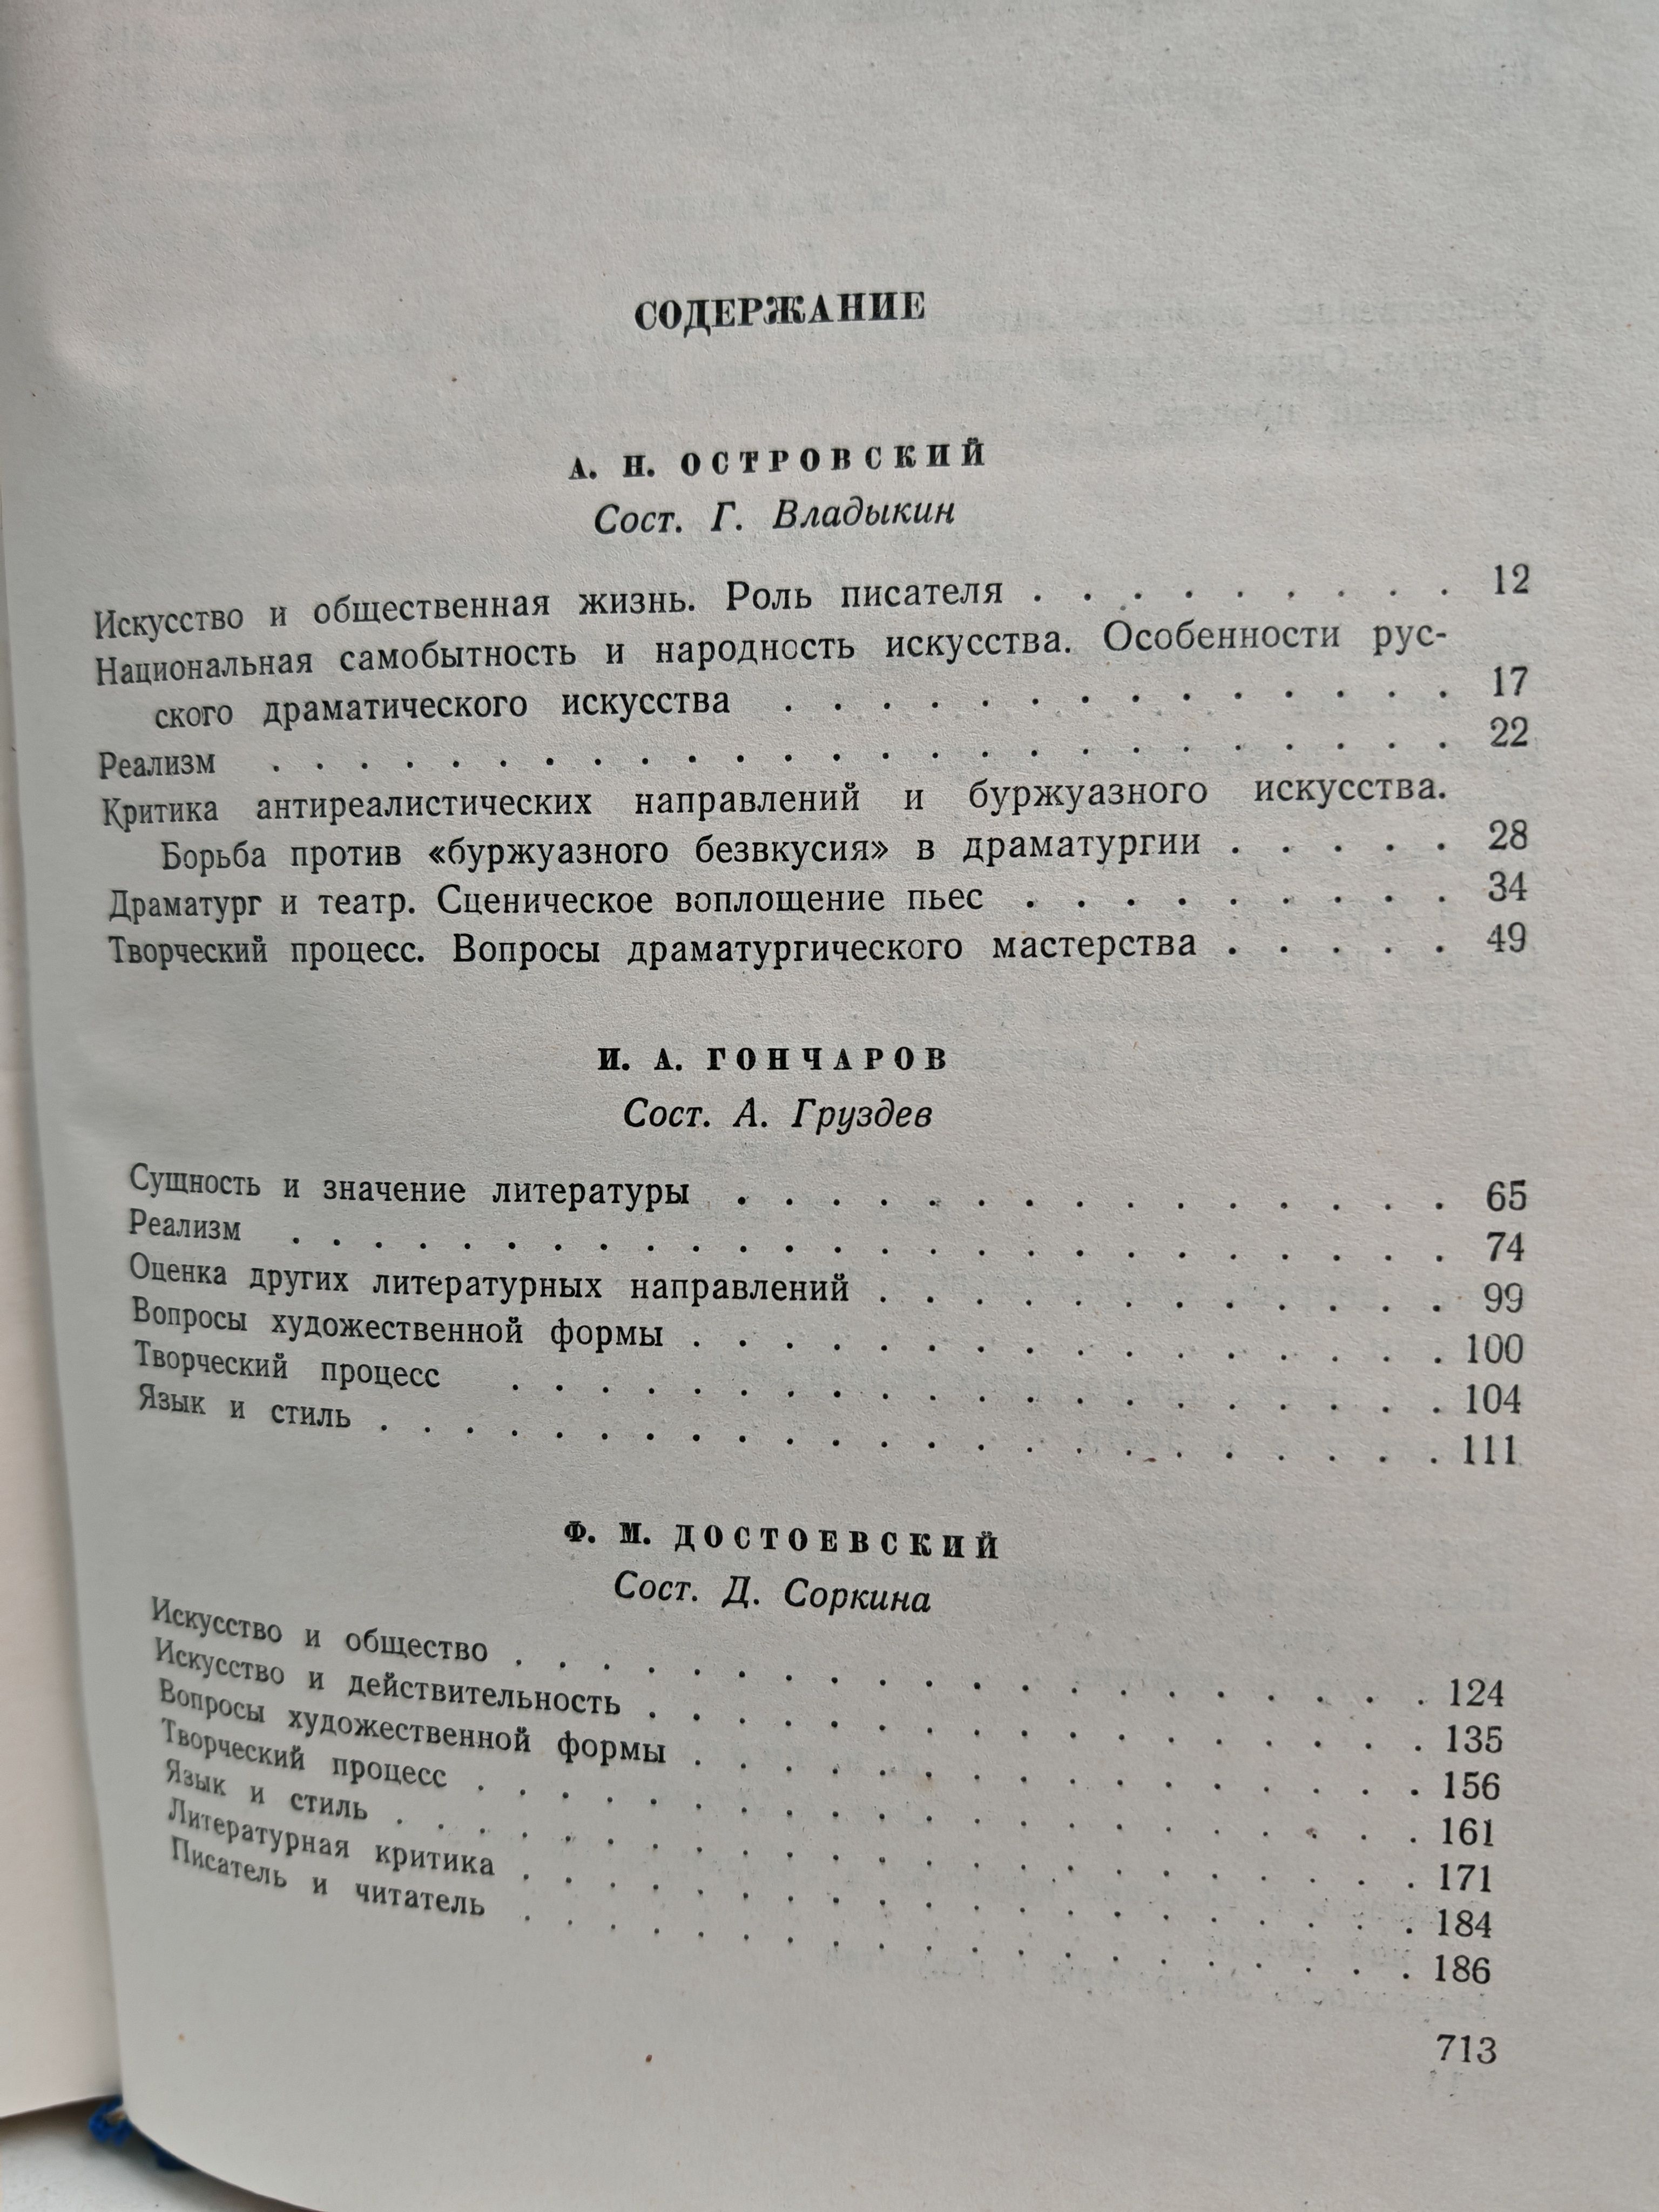 СОДЕРЖАНИЕ
А. Н. ОСТРОВСКИЙ
Сост. Г. Владыкин
Искусство и общественная жизнь. Роль писателя . . . . . . . . . 12
Национальная самобытность и народность искусства. Особенности рус-
ского драматического искусства . . . . . . . . . . . . . . 17
Реализм . . . . . . . . . . . . . . . . . . . . . . . . 22
Критика антиреалистических направлений и буржуазного искусства.
Борьба против «буржуазного безвкусия» в драматургии . . . . . 28
Драматург и театр. Сценическое воплощение пьес . . . . . . . . . 34
Творческий процесс. Вопросы драматургического мастерства . . . . . 49
И. А. ГОНЧАРОВ
Сост. А. Груздев
Сущность и значение литературы . . . . . . . . . . . . . . . 65
Реализм . . . . . . . . . . . . . . . . . . . . . . . . 74
Оценка других литературных направлений . . . . . . . . . . . . 99
Вопросы художественной формы . . . . . . . . . . . . . . . . 100
Творческий процесс . . . . . . . . . . . . . . . . . . . . 104
Язык и стиль . . . . . . . . . . . . . . . . . . . . . . . 111
Ф. М. ДОСТОЕВСКИЙ
Сост. Д. Соркина
Искусство и общество . . . . . . . . . . . . . . . . . . . . 124
Искусство и действительность . . . . . . . . . . . . . . . . . 135
Вопросы художественной формы . . . . . . . . . . . . . . . . 156
Творческий процесс . . . . . . . . . . . . . . . . . . . . . 161
Язык и стиль . . . . . . . . . . . . . . . . . . . . . . . 171
Литературная критика . . . . . . . . . . . . . . . . . . . . 184
Писатель и читатель . . . . . . . . . . . . . . . . . . . . 186
713